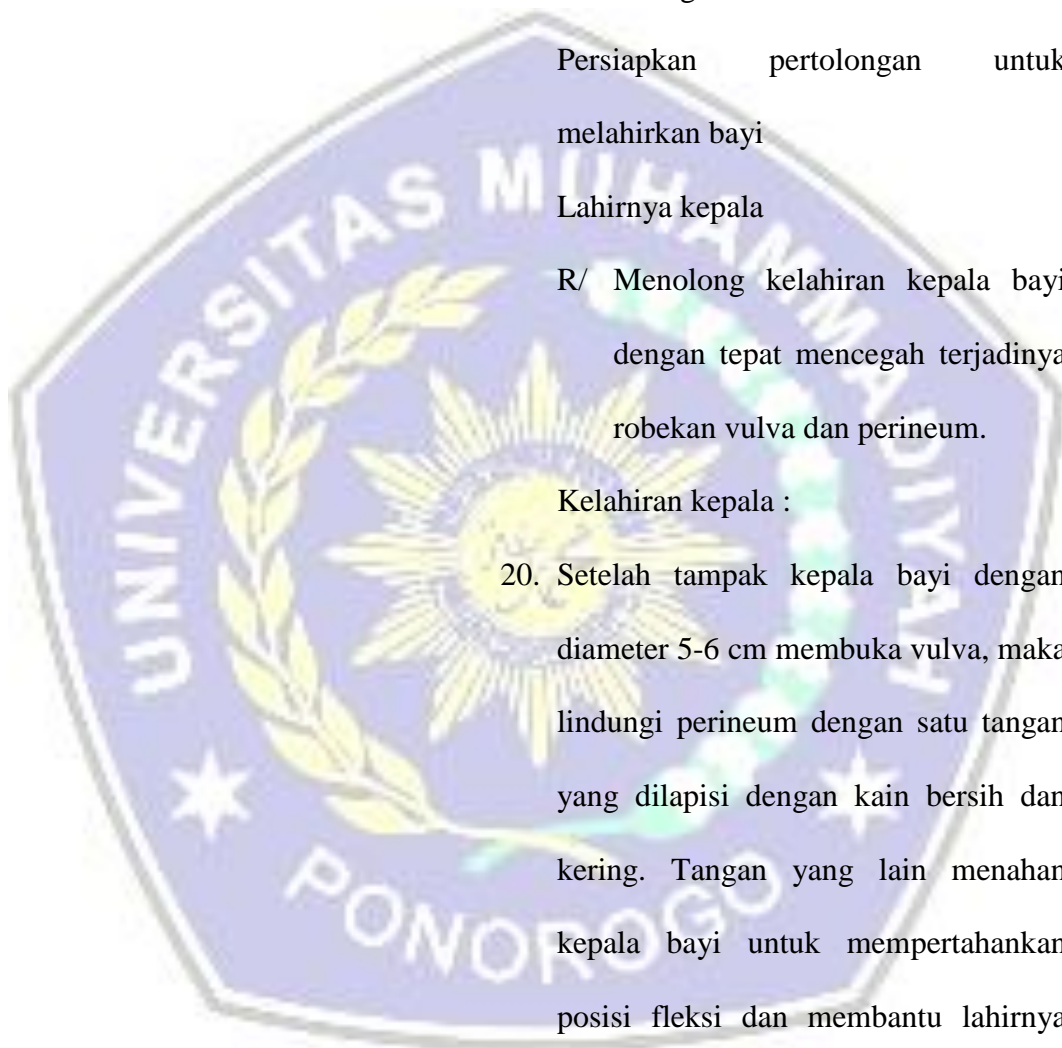 Persiapkan pertolongan untuk
melahirkan bayi
Lahirnya kepala
R/ Menolong kelahiran kepala bayi
dengan tepat mencegah terjadinya
robekan vulva dan perineum.
Kelahiran kepala :
20. Setelah tampak kepala bayi dengan
diameter 5-6 cm membuka vulva, maka
lindungi perineum dengan satu tangan
yang dilapisi dengan kain bersih dan
kering. Tangan yang lain menahan
kepala bayi untuk mempertahankan
posisi fleksi dan membantu lahirnya
UNIVERSITAS MUHAMMADIYAH
PONOROGO